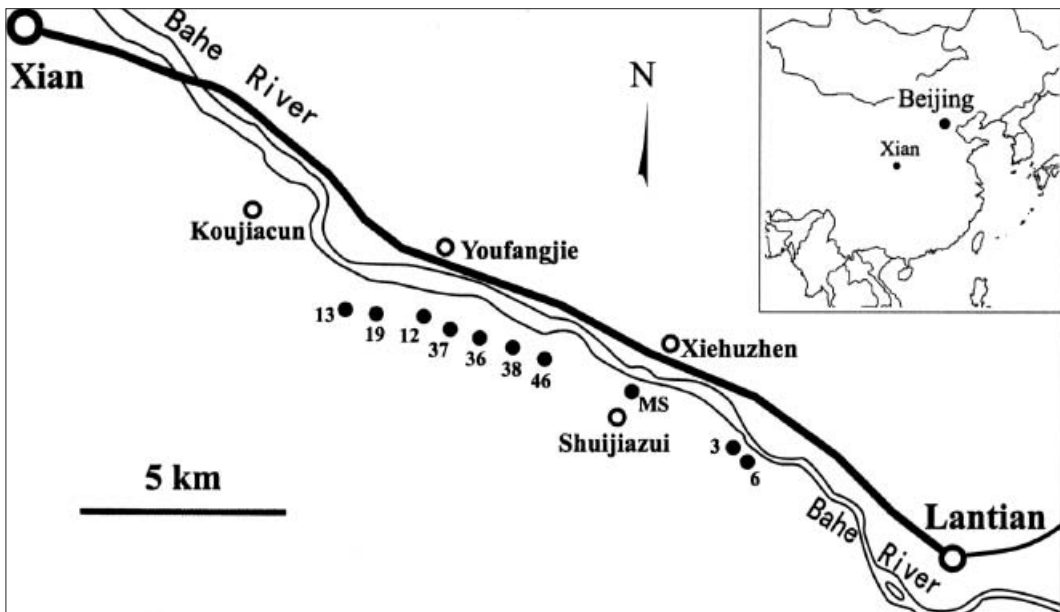 Bahe River
Xian
N
Beijing
Xian
Koujiacun
Youfangjie
13
19
12
37
36
38
46
Xiehuzhen
MS
Shuijiazui
3
6
5 km
Lantian
Bahe River